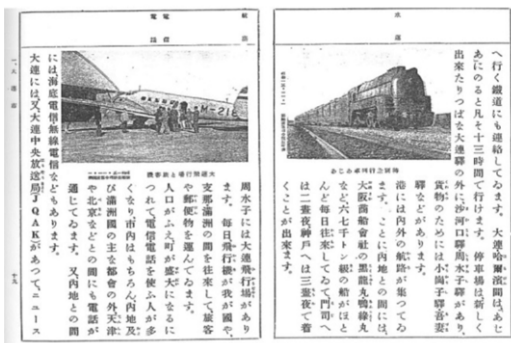 へ行く鐵道にも連絡してゐます。大連哈爾濱間は、あじ
あにのると凡そ十三時間で行けます。停車場は新しく
出來たりつぱな大連驛の外に、沙河口驛周水子驛があり、
貨物のためには小崗子驛吾妻
驛などがあります。
港には内外の航路が集つてゐ
ます。ことに内地との間には、
大阪商船會社の黑龍丸鴨緑丸
など六七千トン級の船がほと
んど毎日往來してゐて、門司へ
は二晝夜神戸へは三晝夜で着
くことが出來ます。
M-218
周水子には大連飛行場があり
ます。毎日飛行機が我が國や、
支那滿洲の間を往來して、旅客
や郵便物を運んでゐます。
人口がふえ町が盛大になるに
つれて電信電話を使ふ人が多
くなり市内はもちろん、内地及
び滿洲國の主な都會の外、天津
や北京などとの間にも電話が
通じてゐます。又内地との間
には、海底電信無線電信などもあります。
大連には、又、大連中央放送局(JQAK)があつて、ニュース
一、大連市
十九